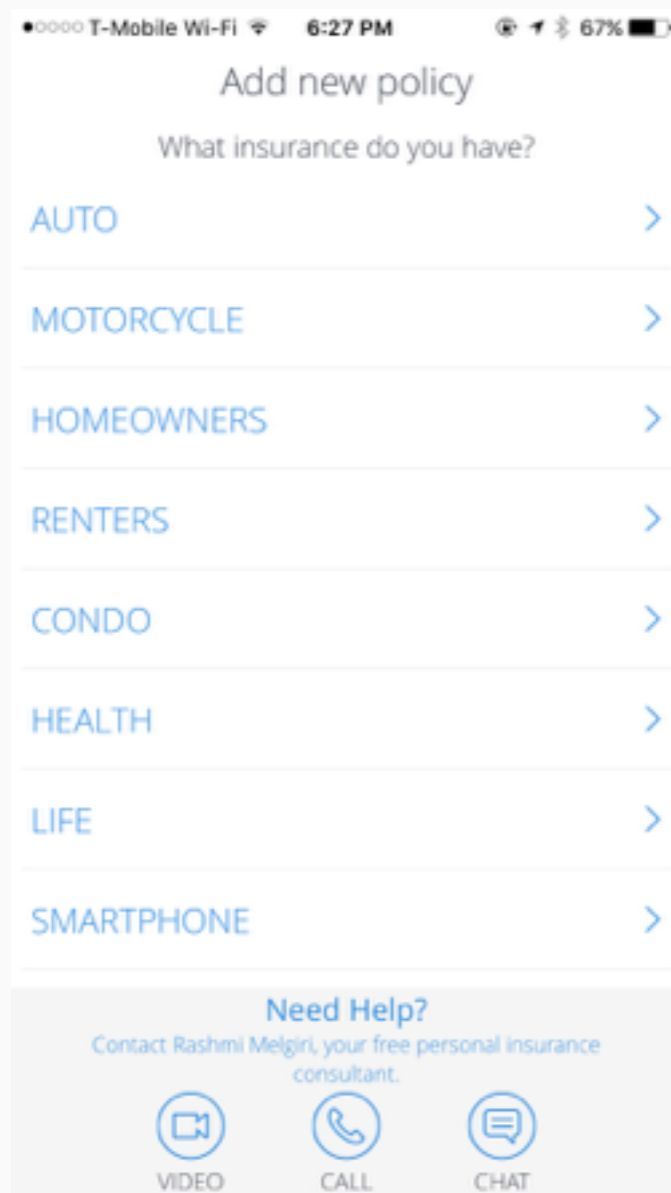 T-Mobile Wi-Fi 6:27 PM 67%
Add new policy
What insurance do you have?
AUTO
MOTORCYCLE
HOMEOWNERS
RENTERS
CONDO
HEALTH
LIFE
SMARTPHONE
Need Help?
Contact Rashmi Melgiri, your free personal insurance
consultant.
VIDEO CALL CHAT